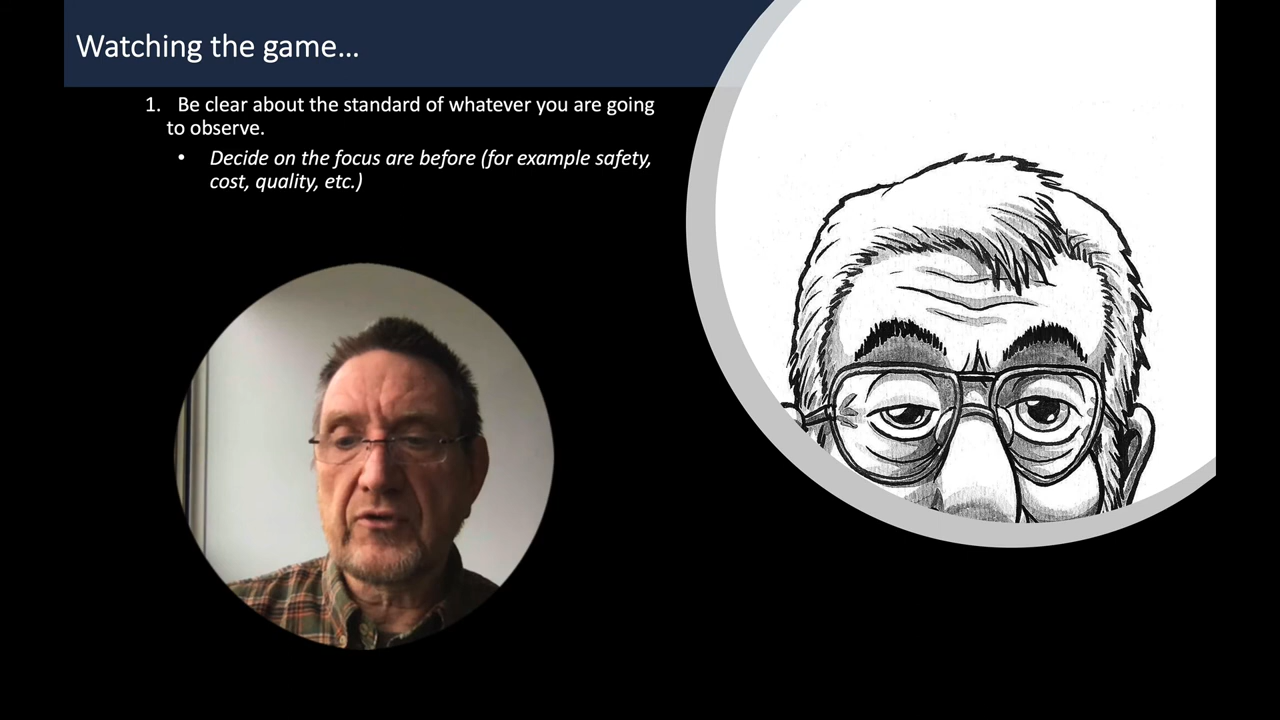 Watching the game…
1. Be clear about the standard of whatever you are going
to observe.
• Decide on the focus are before (for example safety,
cost, quality, etc.)